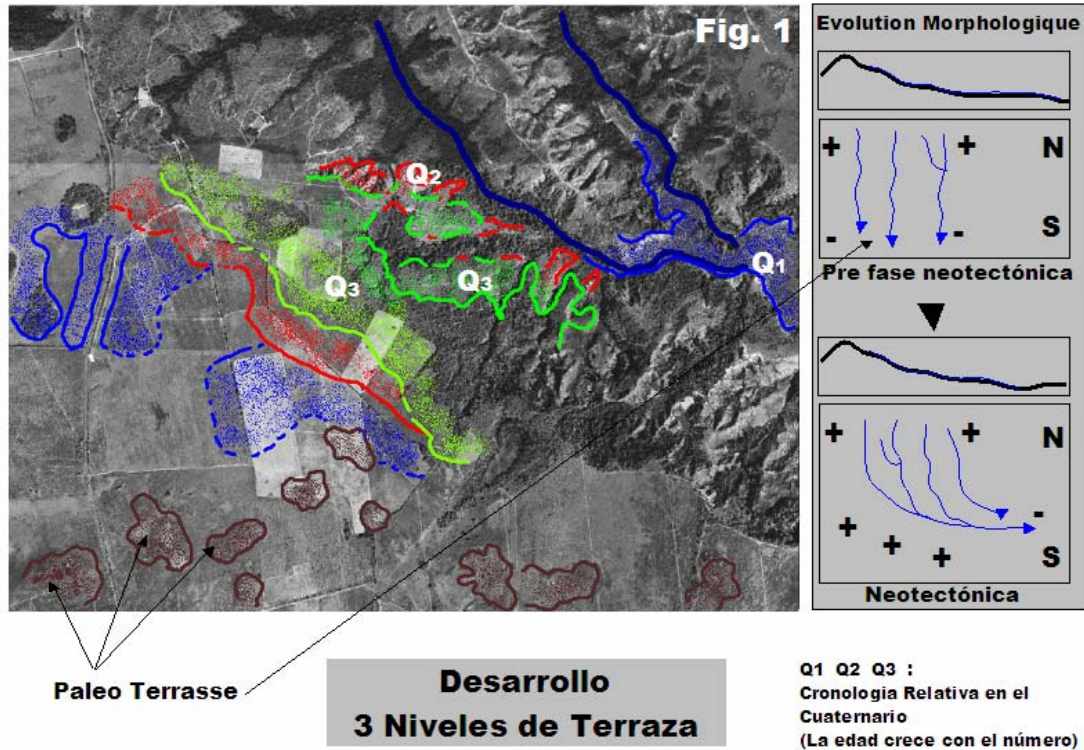 Fig. 1
Q2
Q3
Q3
Q1
Evolution Morphologique
+ + N
- - S
Pre fase neotectónica
+ + N
-
+ + + S
Neotectónica
Paleo Terrasse
Desarrollo
3 Niveles de Terraza
Q1 Q2 Q3 :
Cronologia Relativa en el
Cuaternario
(La edad crece con el número)